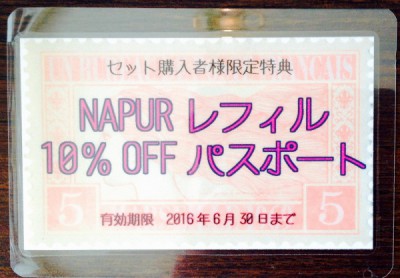 セット購入者様限定特典
NAPUR レフィル
10% OFF パスポート
5 5
有効期限 2016年6月30日まで